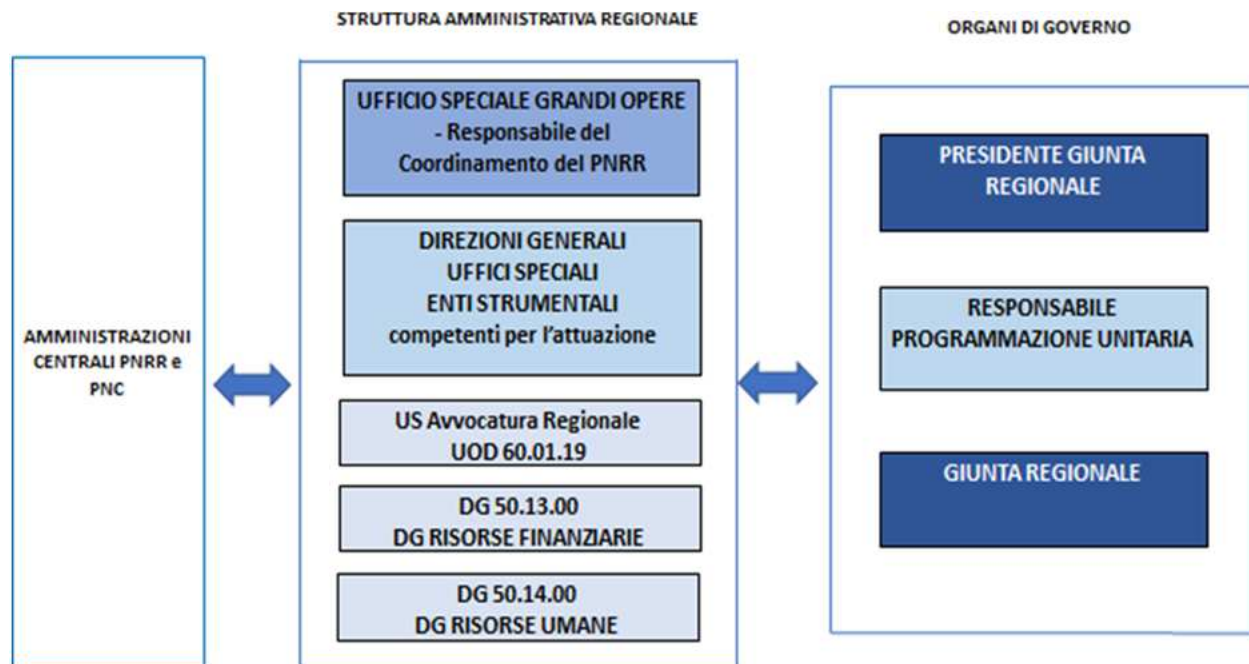 STRUTTURA AMMINISTRATIVA REGIONALE
ORGANI DI GOVERNO
AMMINISTRAZIONI
CENTRALI PNRR e
PNC
UFFICIO SPECIALE GRANDI OPERE
- Responsabile del
Coordinamento del PNRR
DIREZIONI GENERALI
UFFICI SPECIALI
ENTI STRUMENTALI
competenti per l'attuazione
US Avvocatura Regionale
UOD 60.01.19
DG 50.13.00
DG RISORSE FINANZIARIE
DG 50.14.00
DG RISORSE UMANE
PRESIDENTE GIUNTA
REGIONALE
RESPONSABILE
PROGRAMMAZIONE UNITARIA
GIUNTA REGIONALE